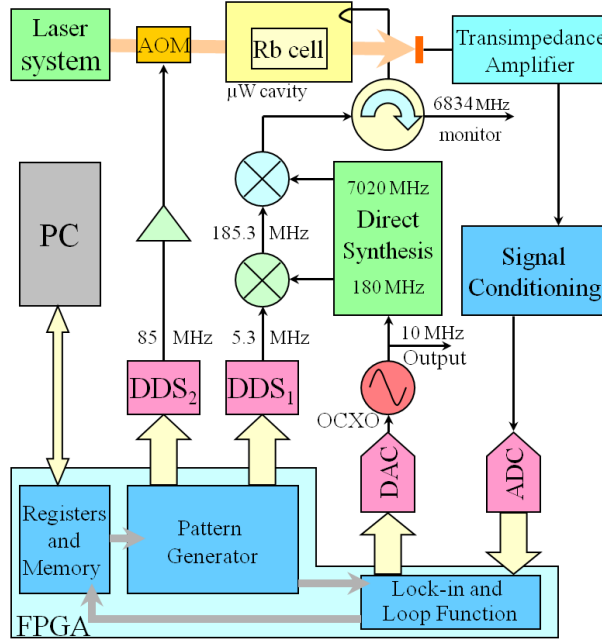 Laser
system
AOM
Rb cell
µW cavity
Transimpedance
Amplifier
6834 MHz
monitor
PC
7020 MHz
Direct
Synthesis
180 MHz
185.3 MHz
Signal
Conditioning
85 MHz
5.3 MHz
10 MHz
Output
DDS₂
DDS₁
OCXO
DAC
ADC
Registers
and
Memory
Pattern
Generator
Lock-in and
Loop Function
FPGA